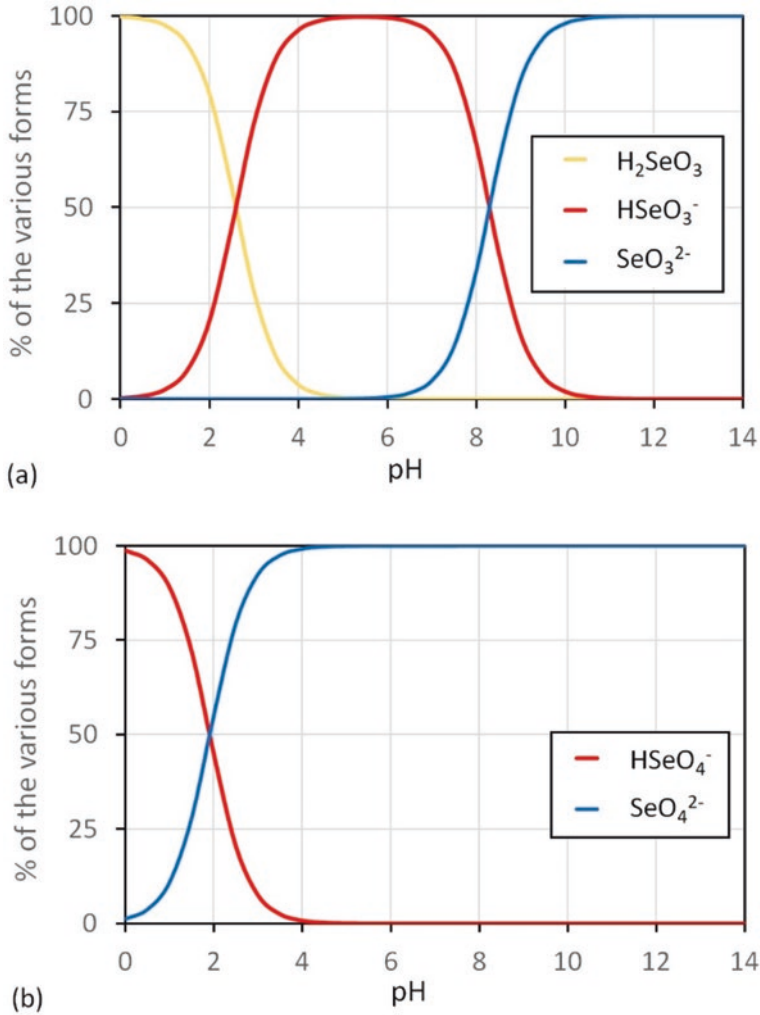 100
75
50
25
0
% of the various forms
H₂SeO₃
HSeO₃⁻
SeO₃²⁻
0 2 4 6 8 10 12 14
pH
(a)
100
75
50
25
0
% of the various forms
HSeO₄⁻
SeO₄²⁻
0 2 4 6 8 10 12 14
pH
(b)